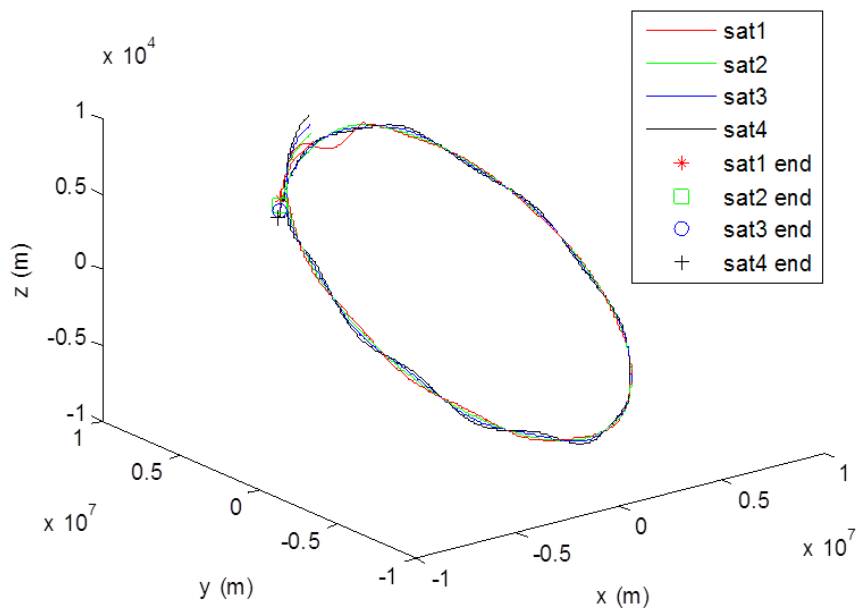 x 10^4
sat1
sat2
sat3
sat4
sat1 end
sat2 end
sat3 end
sat4 end
1
0.5
0
-0.5
-1
z (m)
1
0.5
0
-0.5
-1
x 10^7
y (m)
-1
-0.5
0
0.5
1
x 10^7
x (m)